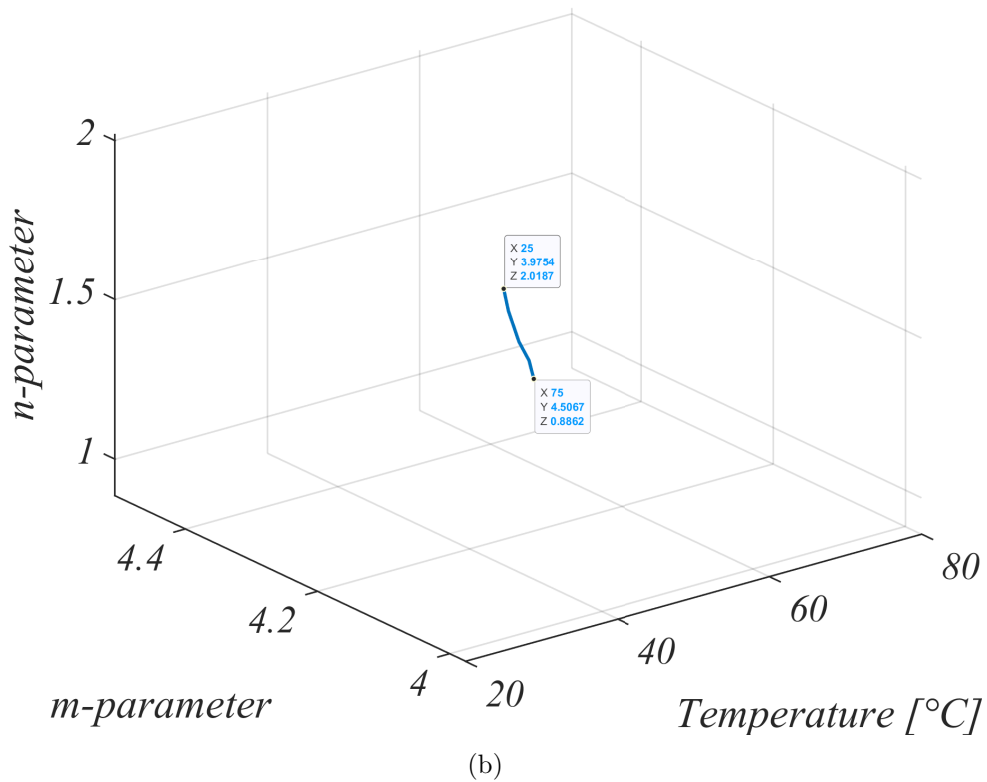 2
1.5
1
n-parameter
X 25
Y 3.9754
Z 2.0187
X 75
Y 4.5067
Z 0.8862
4.4
4.2
4
m-parameter
20
40
60
80
Temperature [°C]
(b)